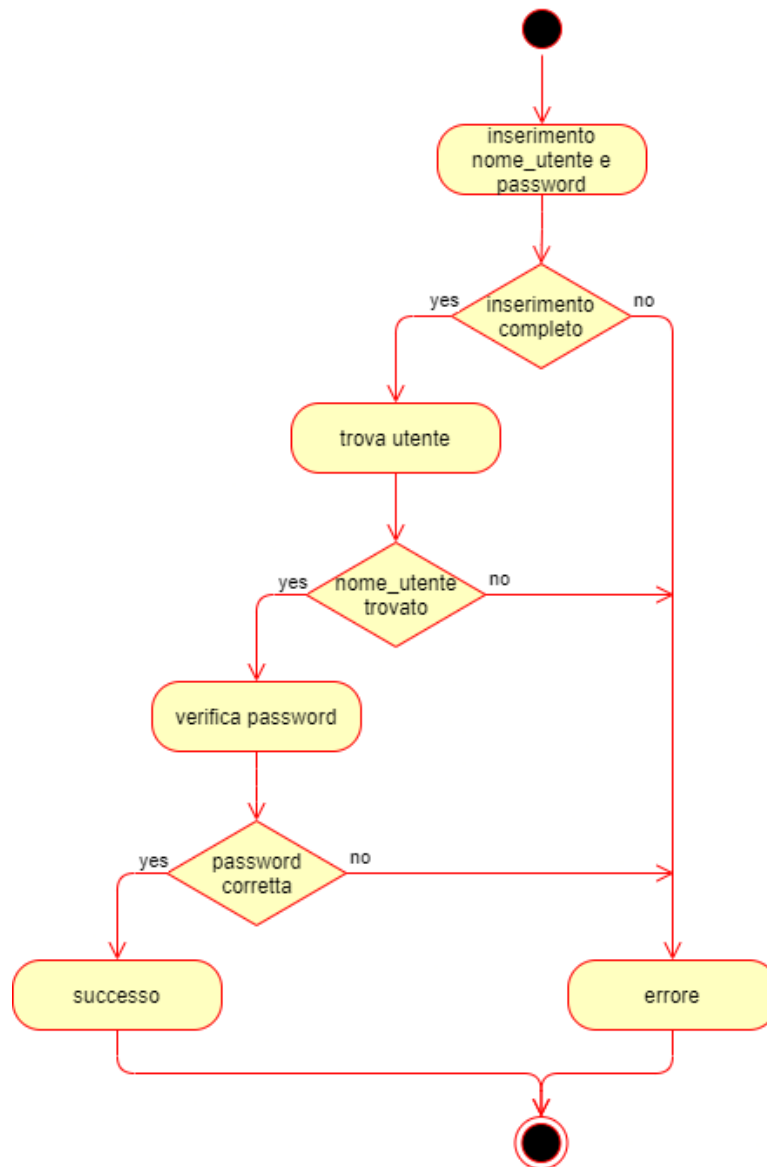 inserimento
nome_utente e
password
yes
inserimento
completo
no
trova utente
yes
nome_utente
trovato
no
verifica password
yes
password
corretta
no
successo
errore